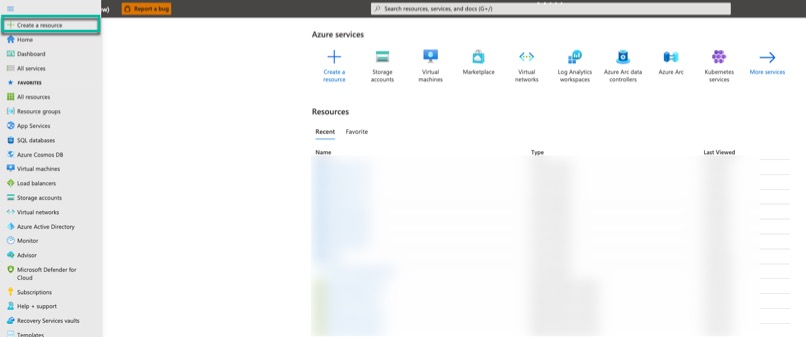 w)
Report a bug
Search resources, services, and docs (G+/)
Create a resource
Home
Dashboard
All services
FAVORITES
All resources
Resource groups
App Services
SQL databases
Azure Cosmos DB
Virtual machines
Load balancers
Storage accounts
Virtual networks
Azure Active Directory
Monitor
Advisor
Microsoft Defender for
Cloud
Subscriptions
Help + support
Recovery Services vaults
Templates
Azure services
Create a
resource
Storage
accounts
Virtual
machines
Marketplace
Virtual
networks
Log Analytics
workspaces
Azure Arc data
controllers
Azure Arc
Kubernetes
services
More services
Resources
Recent
Favorite
Name
Type
Last Viewed